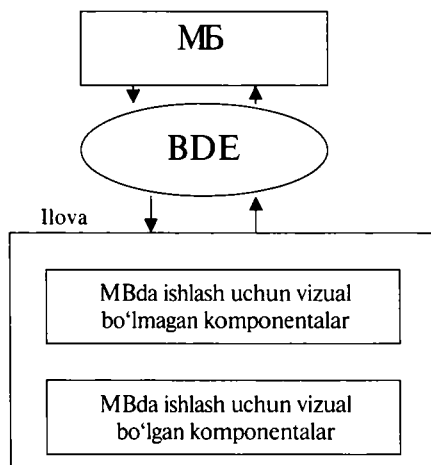 МБ
BDE
Ilova
MBda ishlash uchun vizual
bo‘lmagan komponentalar
MBda ishlash uchun vizual
bo‘lgan komponentalar